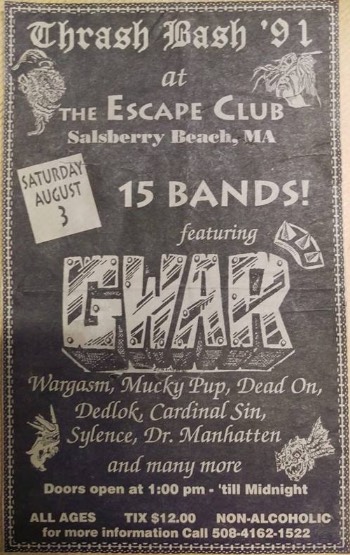 Thrash Bash '91
at
THE ESCAPE CLUB
Salsberry Beach, MA
SATURDAY
AUGUST
3
15 BANDS!
featuring
GWAR
Wargasm, Mucky Pup, Dead On,
Dedlok, Cardinal Sin,
Sylence, Dr. Manhatten
and many more
Doors open at 1:00 pm - 'till Midnight
ALL AGES TIX $12.00 NON-ALCOHOLIC
for more information Call 508-4162-1522